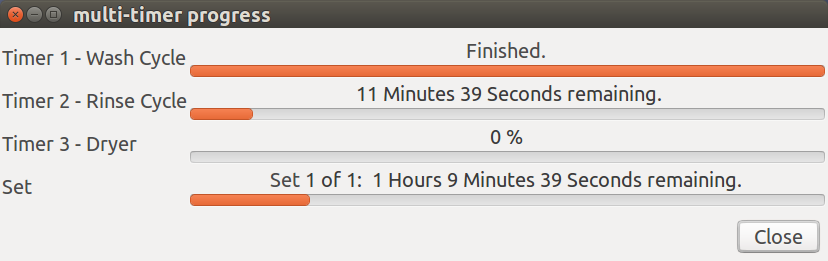 multi-timer progress
Timer 1 - Wash Cycle Finished.
Timer 2 - Rinse Cycle 11 Minutes 39 Seconds remaining.
Timer 3 - Dryer 0 %
Set Set 1 of 1:  1 Hours 9 Minutes 39 Seconds remaining.
Close